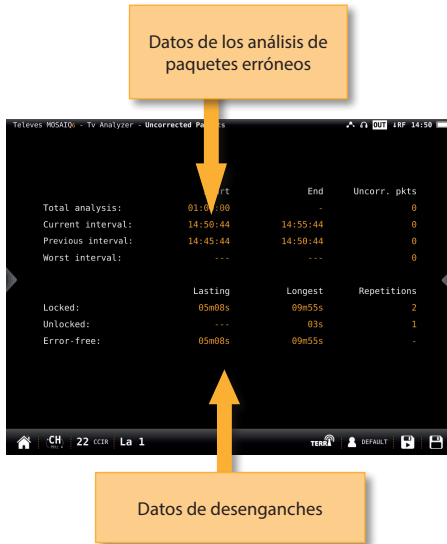 Datos de los análisis de
paquetes erróneos
Televes MOSAIQ6 - Tv Analyzer - Uncorrected Packets OUT ↓RF 14:50
End Uncorr. pkts
Total analysis: - 0
Current interval: 14:50:44 14:55:44 0
Previous interval: 14:45:44 14:50:44 0
Worst interval: --- --- 0
Lasting Longest Repetitions
Locked: 05m08s 09m55s 2
Unlocked: --- 03s 1
Error-free: 05m08s 09m55s -
CH 22 CCIR La 1 TERR DEFAULT
Datos de desenganches